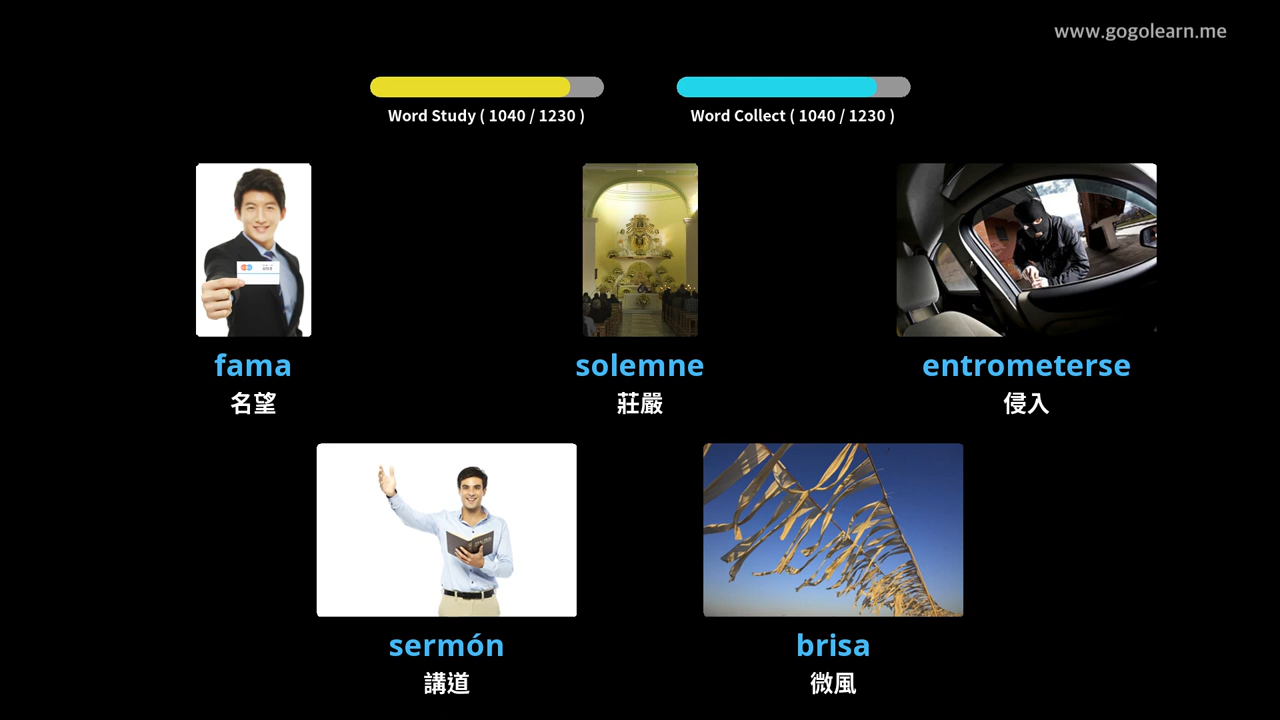 www.gogolearn.me
Word Study ( 1040 / 1230 )
Word Collect ( 1040 / 1230 )
fama
名望
solemne
莊嚴
entrometerse
侵入
sermón
講道
brisa
微風